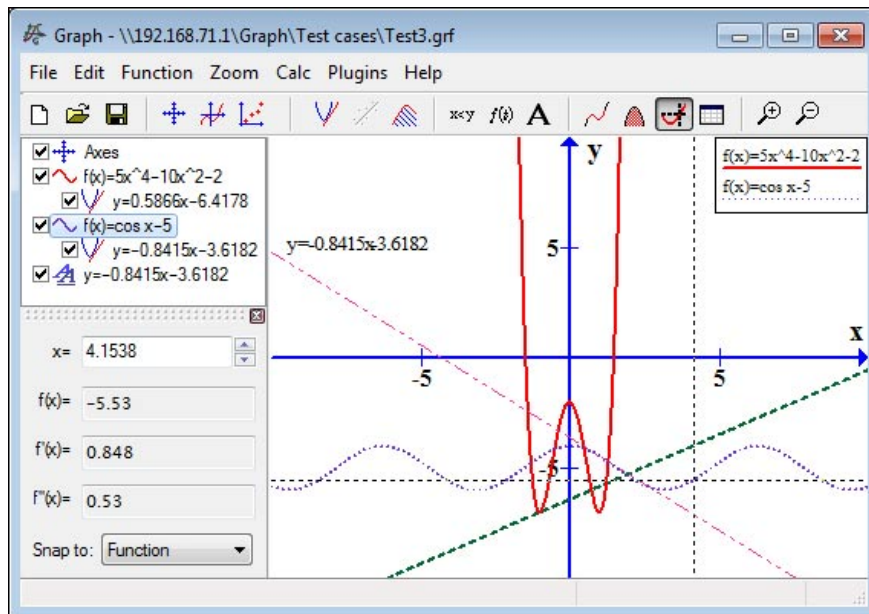 Graph - \\192.168.71.1\Graph\Test cases\Test3.grf
File Edit Function Zoom Calc Plugins Help
x<y f(t) A
Axes
f(x)=5x^4-10x^2-2
y=0.5866x-6.4178
f(x)=cos x-5
y=-0.8415x-3.6182
y=-0.8415x-3.6182
x= 4.1538
f(x)= -5.53
f'(x)= 0.848
f''(x)= 0.53
Snap to: Function
y
f(x)=5x^4-10x^2-2
f(x)=cos x-5
y=-0.8415x-3.6182
5
x
-5
5
-5